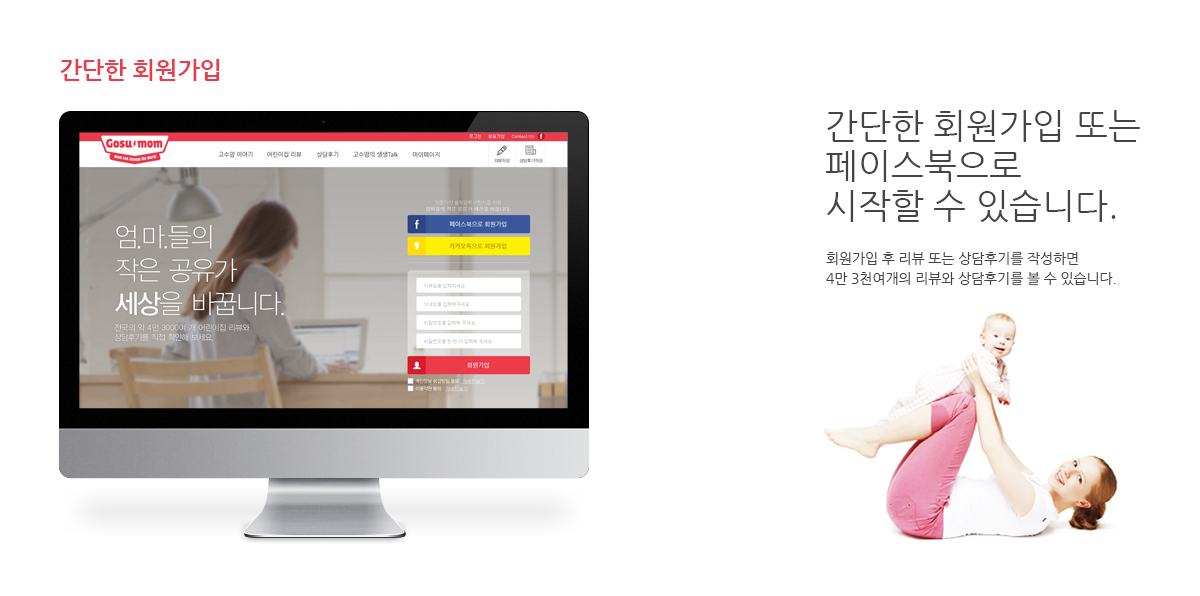 간단한 회원가입
로그인 회원가입 Contact Us
Gosu mom
고수맘 이야기 어린이집 리뷰 상담후기 고수맘의 생생Talk 마이페이지
리뷰작성 상담후기작성
엄.마.들의
작은 공유가
세상을 바꿉니다.
전국의 약 4만 3000여 개 어린이집 리뷰와
상담후기를 직접 확인해 보세요.
페이스북으로 회원가입
카카오톡으로 회원가입
이메일을 입력하세요.
닉네임을 입력해주세요.
비밀번호를 입력해 주세요.
비밀번호를 한 번 더 입력해 주세요.
회원가입
간단한 회원가입 또는
페이스북으로
시작할 수 있습니다.
회원가입 후 리뷰 또는 상담후기를 작성하면
4만 3천여개의 리뷰와 상담후기를 볼 수 있습니다.